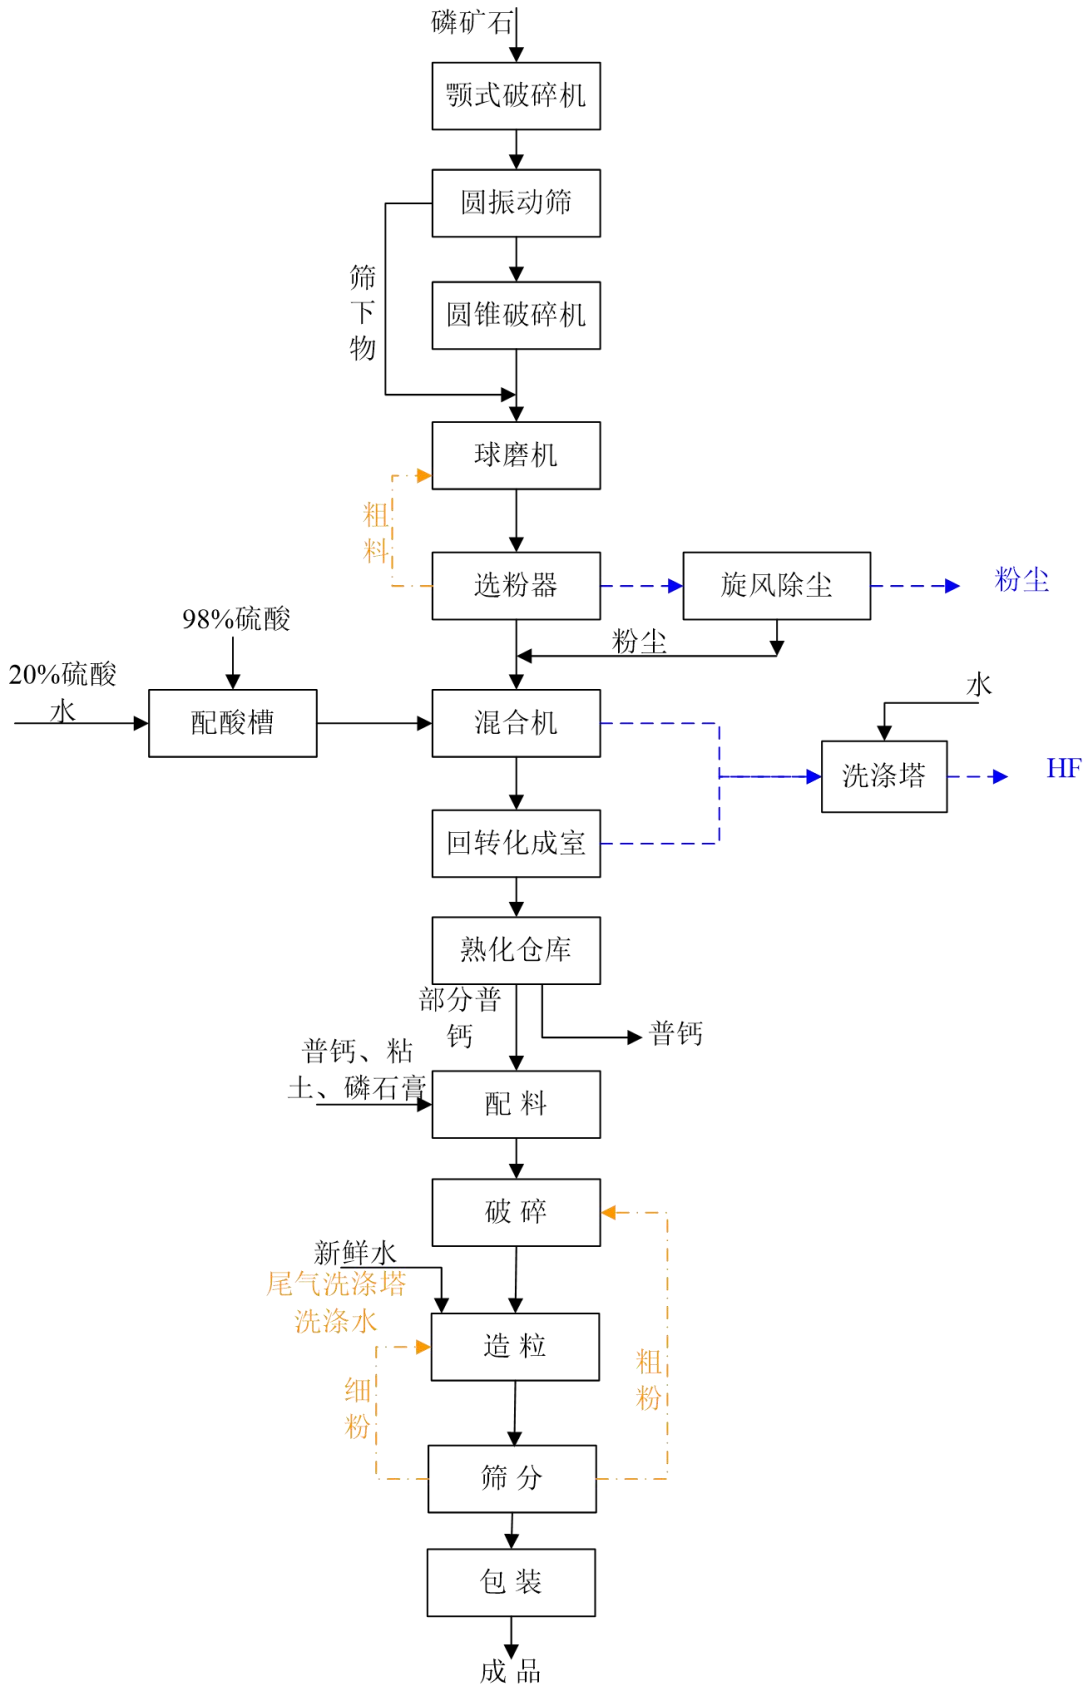 磷矿石
颚式破碎机
圆振动筛
筛
下
物
圆锥破碎机
球磨机
粗
料
选粉器
旋风除尘
粉尘
98%硫酸
粉尘
20%硫酸
水
配酸槽
混合机
水
洗涤塔
HF
回转化成室
熟化仓库
部分普
钙
普钙
普钙、粘
土、磷石膏
配 料
破 碎
新鲜水
尾气洗涤塔
洗涤水
造 粒
粗
粉
细
粉
筛 分
包 装
成 品